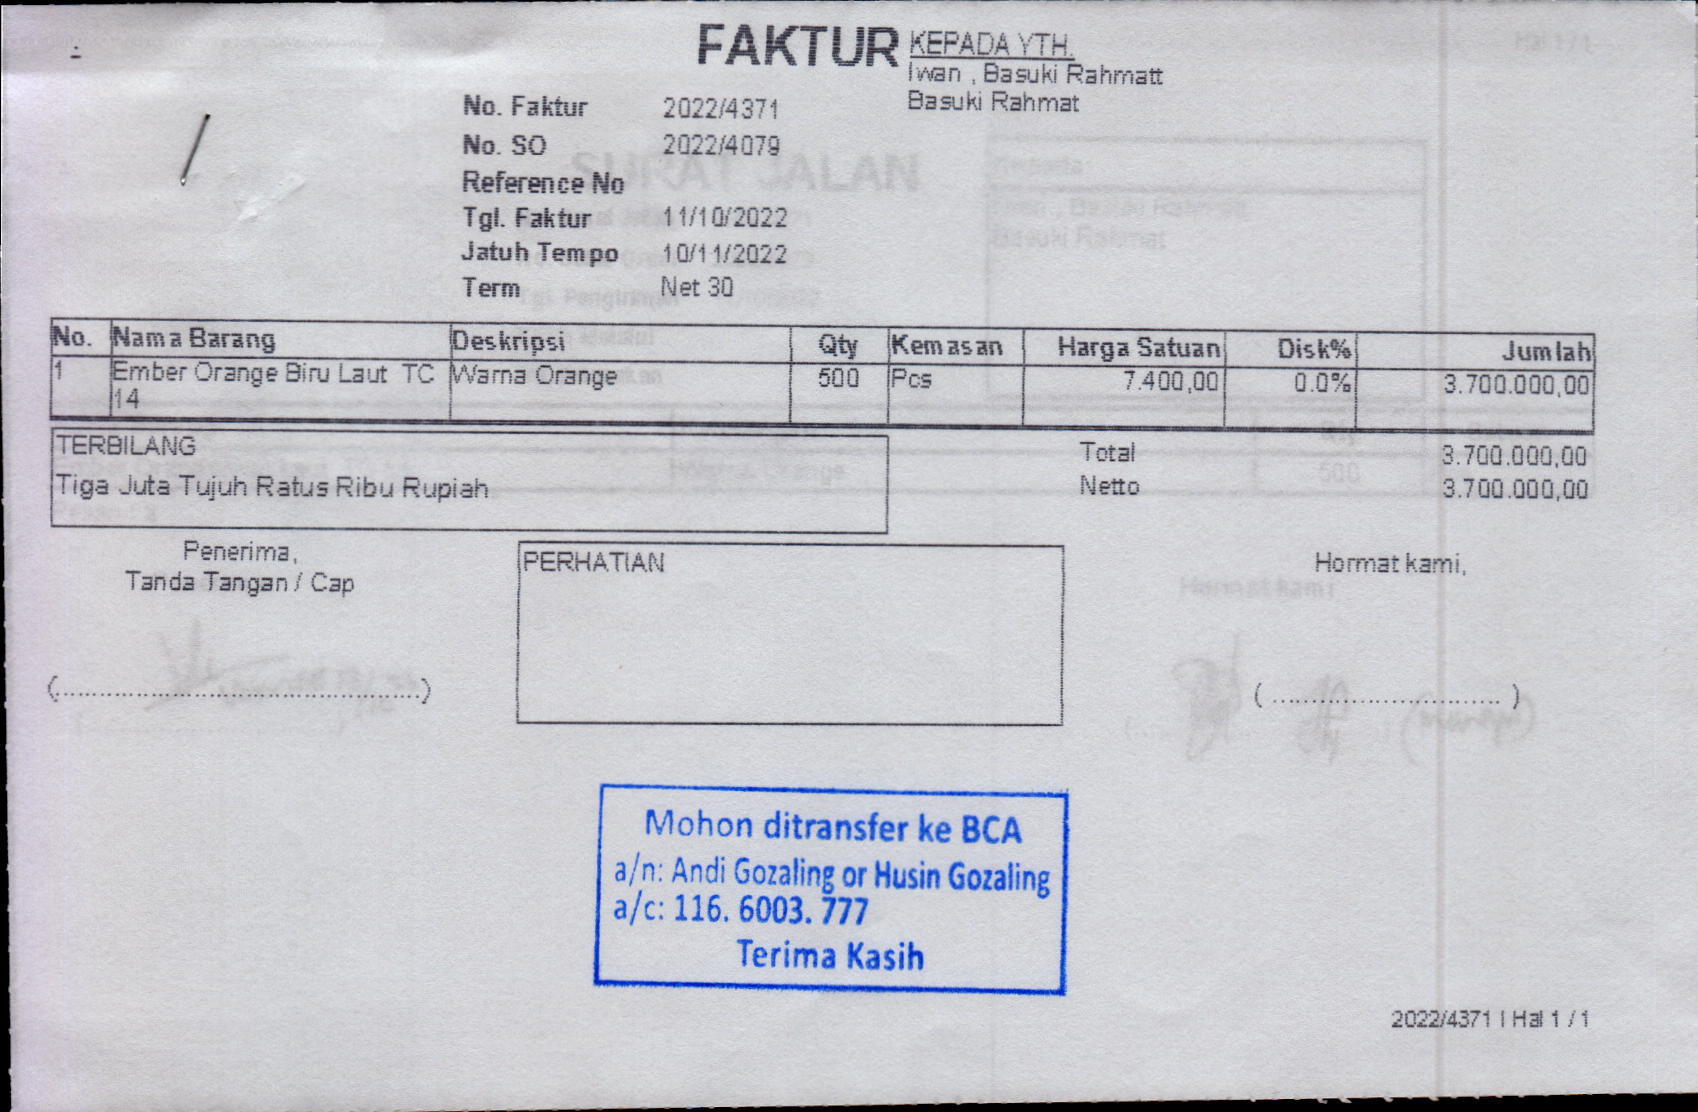 FAKTUR
KEPADA YTH.
Iwan , Basuki Rahmatt
Basuki Rahmat
No. Faktur 2022/4371
No. SO 2022/4079
Reference No
Tgl. Faktur 11/10/2022
Jatuh Tempo 10/11/2022
Term Net 30
No. Nama Barang Deskripsi Qty Kemasan Harga Satuan Disk% Jumlah
1 Ember Orange Biru Laut TC Warna Orange 500 Pcs 7.400,00 0.0% 3.700.000,00
14
TERBILANG
Tiga Juta Tujuh Ratus Ribu Rupiah
Total 3.700.000,00
Netto 3.700.000,00
Penerima,
Tanda Tangan / Cap
PERHATIAN
Hormat kami,
Mohon ditransfer ke BCA
a/n: Andi Gozaling or Husin Gozaling
a/c: 116. 6003. 777
Terima Kasih
2022/4371 | Hal 1 / 1
SURAT JALAN